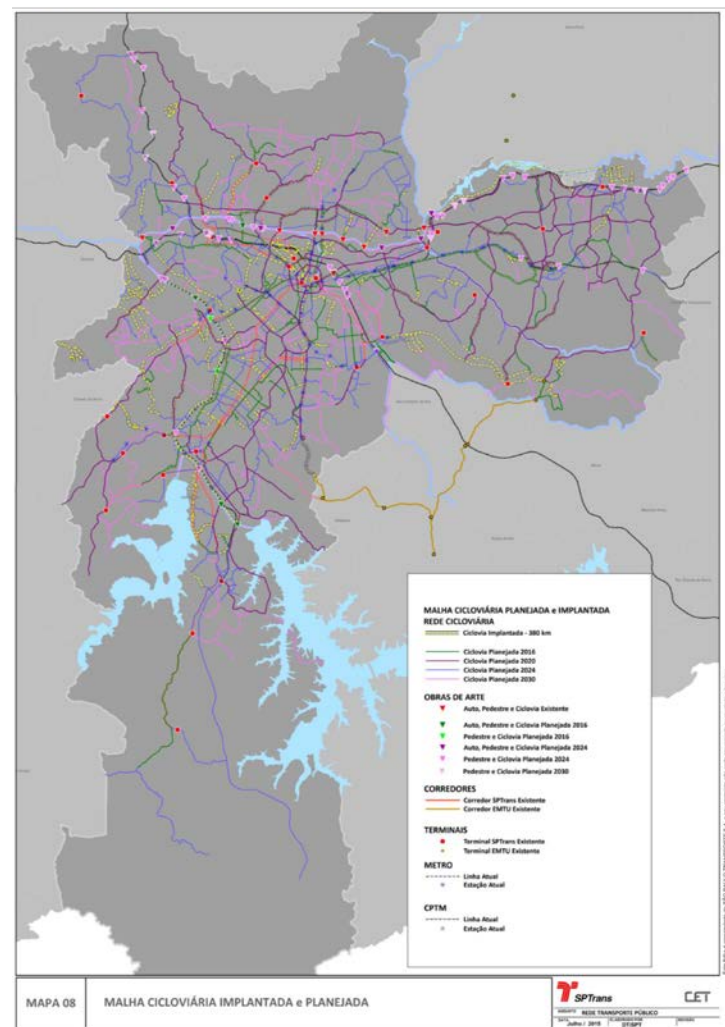 MALHA CICLOVIÁRIA PLANEJADA e IMPLANTADA
REDE CICLOVIÁRIA
Ciclovia Implantada - 380 km
Ciclovia Planejada 2016
Ciclovia Planejada 2020
Ciclovia Planejada 2024
Ciclovia Planejada 2030
OBRAS DE ARTE
Auto, Pedestre e Ciclovia Existente
Auto, Pedestre e Ciclovia Planejada 2016
Pedestre e Ciclovia Planejada 2016
Auto, Pedestre e Ciclovia Planejada 2024
Pedestre e Ciclovia Planejada 2024
Pedestre e Ciclovia Planejada 2030
CORREDORES
Corredor SPTrans Existente
Corredor EMTU Existente
TERMINAIS
Terminal SPTrans Existente
Terminal EMTU Existente
METRO
Linha Atual
Estação Atual
CPTM
Linha Atual
Estação Atual
MAPA 08
MALHA CICLOVIÁRIA IMPLANTADA e PLANEJADA
SPTrans
CET
REDE TRANSPORTE PÚBLICO
Julho / 2015